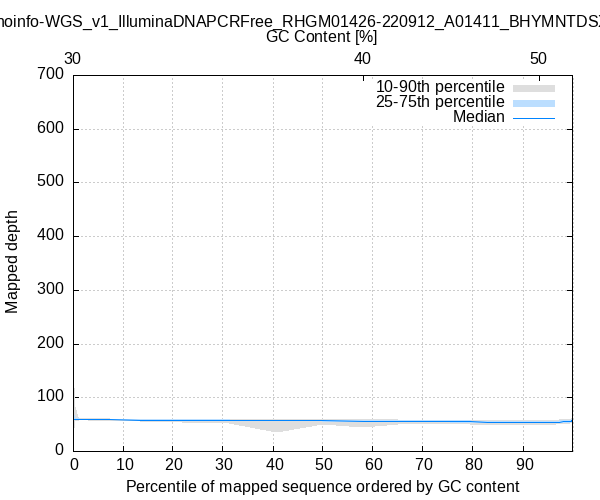 noinfo-WGS_v1_IlluminaDNAPCRFree_RHGM01426-220912_A01411_BHYMNTDSX
GC Content [%]
30 40 50
10-90th percentile
25-75th percentile
Median
700
600
500
400
300
200
100
0
Mapped depth
0 10 20 30 40 50 60 70 80 90
Percentile of mapped sequence ordered by GC content